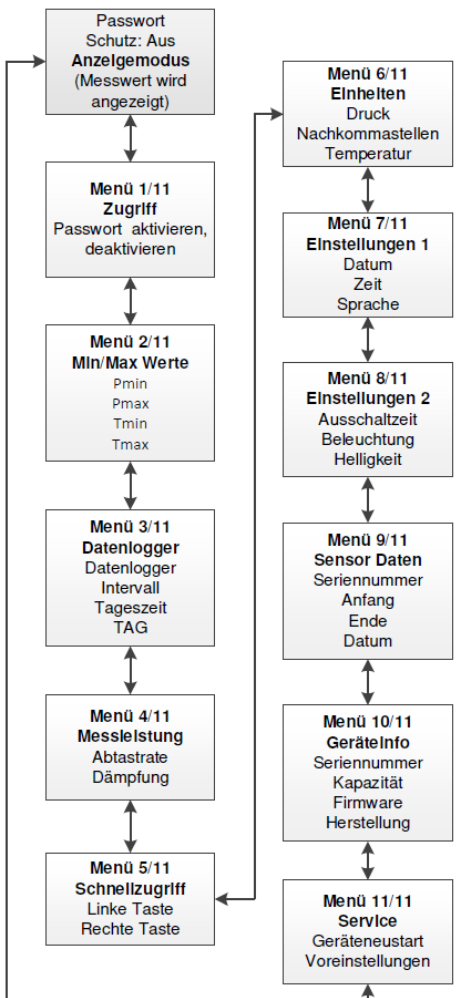 Passwort
Schutz: Aus
Anzeigemodus
(Messwert wird
angezeigt)
Menü 1/11
Zugriff
Passwort aktivieren,
deaktivieren
Menü 2/11
Min/Max Werte
Pmin
Pmax
Tmin
Tmax
Menü 3/11
Datenlogger
Datenlogger
Intervall
Tageszeit
TAG
Menü 4/11
Messleistung
Abtastrate
Dämpfung
Menü 5/11
Schnellzugriff
Linke Taste
Rechte Taste
Menü 6/11
Einheiten
Druck
Nachkommastellen
Temperatur
Menü 7/11
Einstellungen 1
Datum
Zeit
Sprache
Menü 8/11
Einstellungen 2
Ausschaltzeit
Beleuchtung
Helligkeit
Menü 9/11
Sensor Daten
Seriennummer
Anfang
Ende
Datum
Menü 10/11
Geräteinfo
Seriennummer
Kapazität
Firmware
Herstellung
Menü 11/11
Service
Geräteneustart
Voreinstellungen